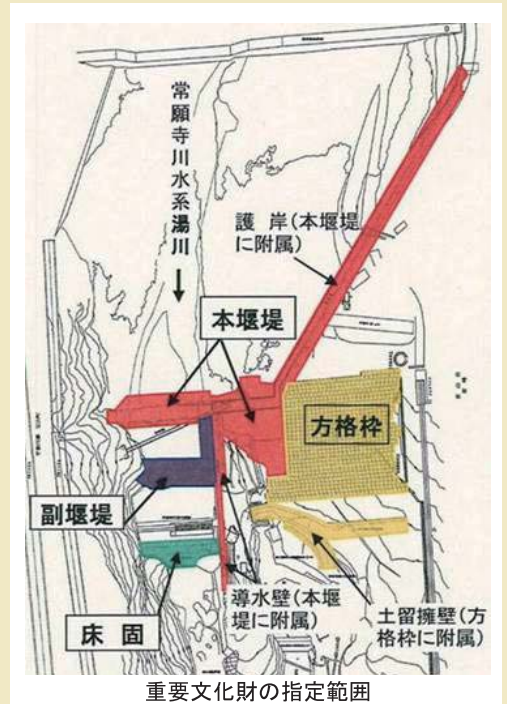 常願寺川水系湯川
護 岸(本堰堤
に附属)
本堰堤
方格枠
副堰堤
床 固
導水壁(本堰
堤に附属)
土留擁壁(方
格枠に附属)
重要文化財の指定範囲